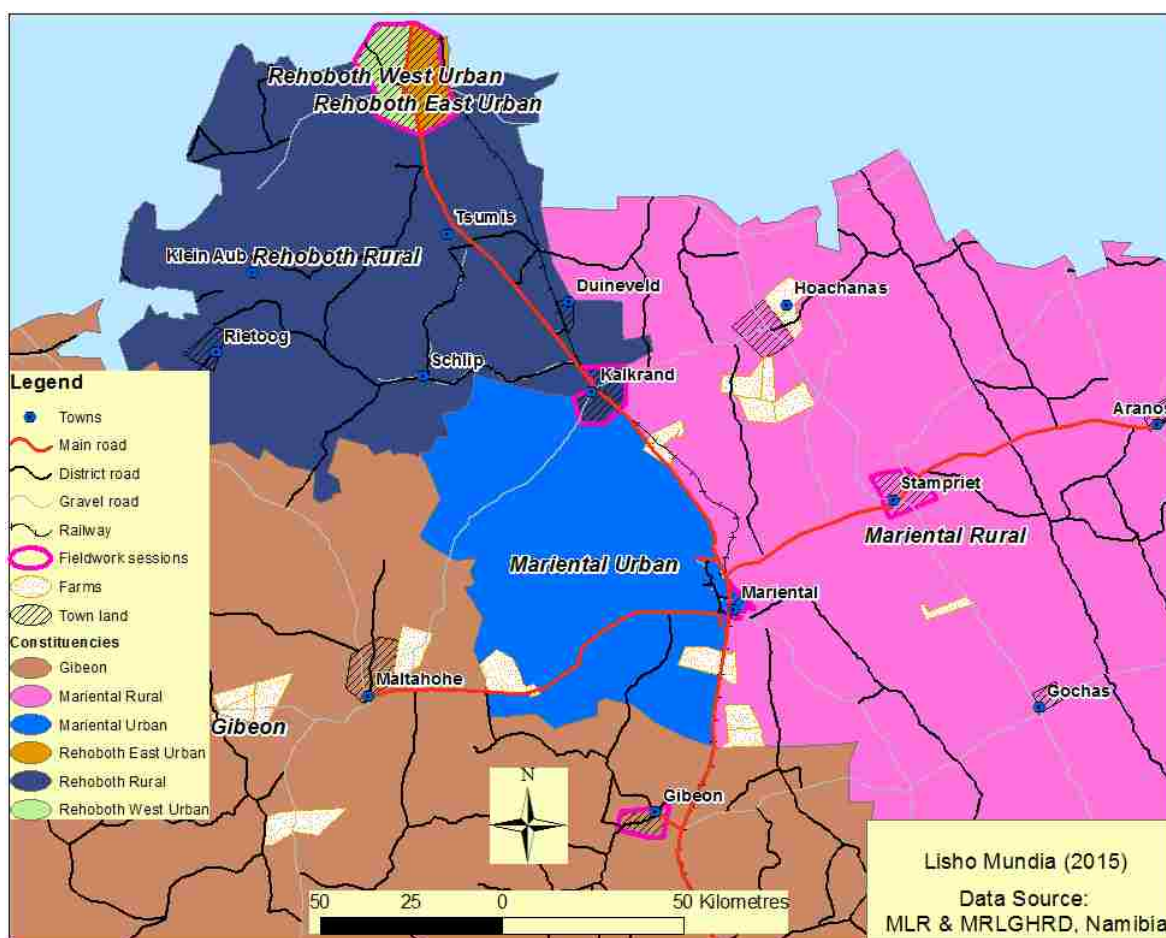 Rehoboth West Urban
Rehoboth East Urban
Tsumis
Klein Aub
Rehoboth Rural
Duineveld
Hoachanas
Rietoog
Schlip
Kalkrand
Arano
Stampriet
Mariental Rural
Mariental Urban
Mariental
Maltahohe
Gochas
Gibeon
Gibeon
Legend
Towns
Main road
District road
Gravel road
Railway
Fieldwork sessions
Farms
Town land
Constituencies
Gibeon
Mariental Rural
Mariental Urban
Rehoboth East Urban
Rehoboth Rural
Rehoboth West Urban
N
50 25 0 50 Kilometres
Lisho Mundia (2015)
Data Source:
MLR & MRLGHRD, Namibia